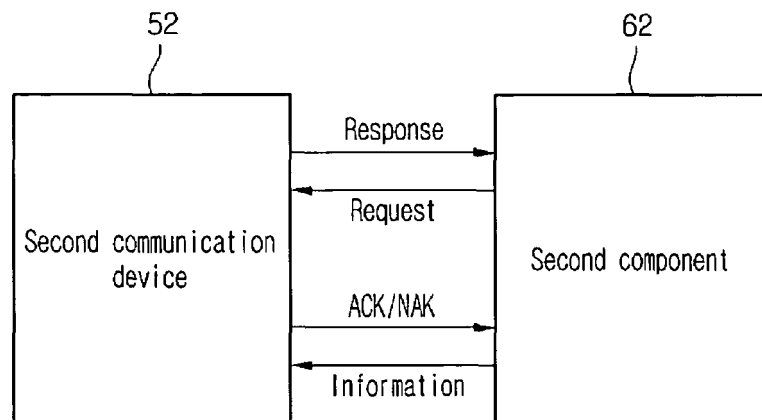 52
62
Response
Request
Second communication
device
Second component
ACK/NAK
Information